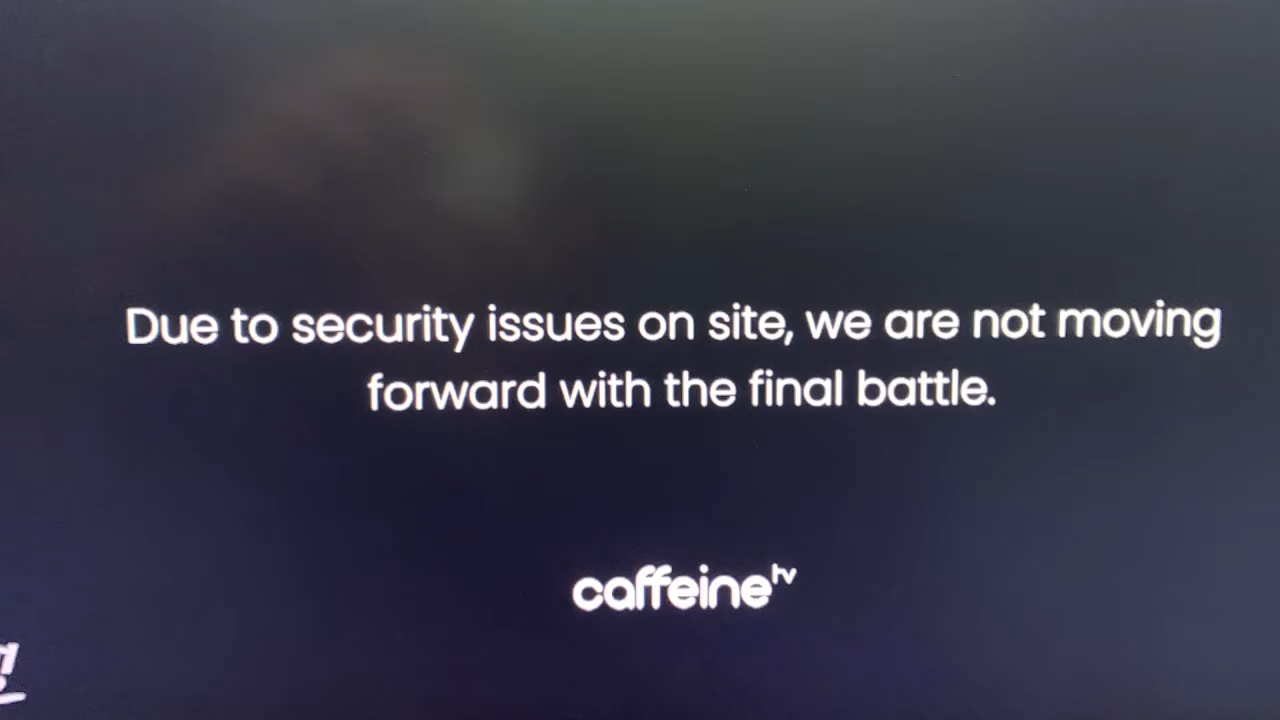 Due to security issues on site, we are not moving
forward with the final battle.
caffeine tv